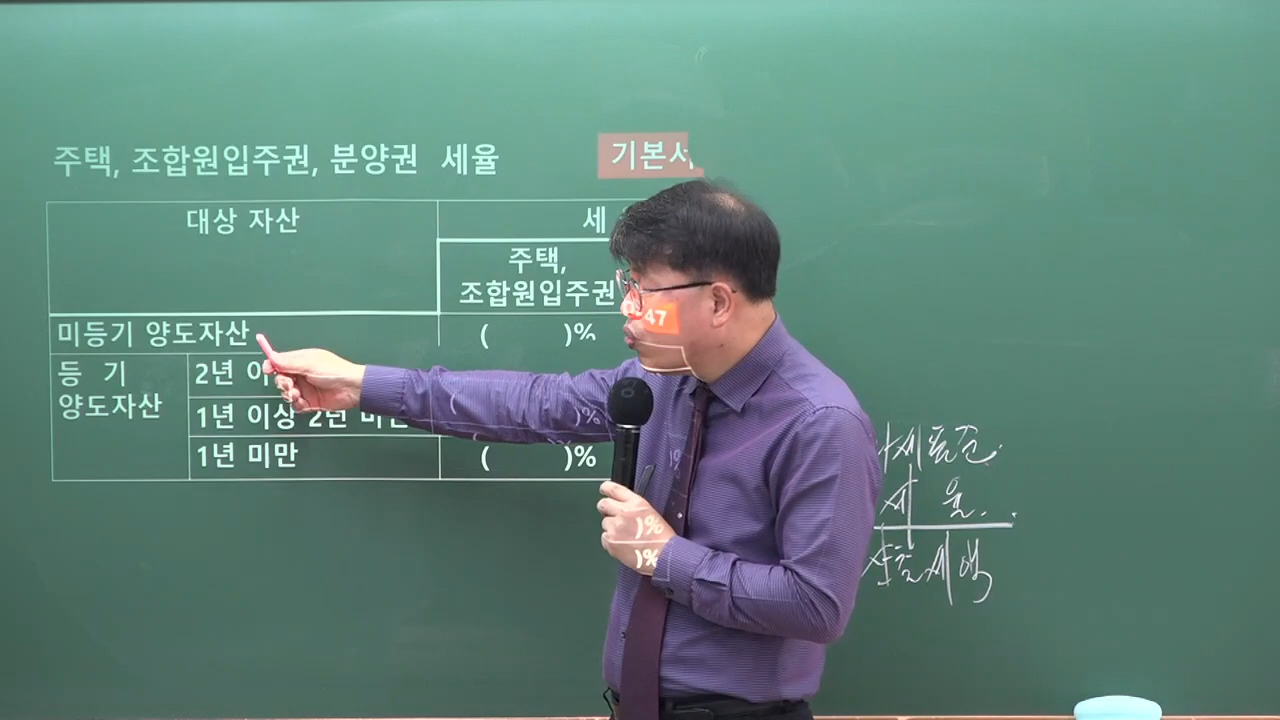 주택, 조합원입주권, 분양권 세율
기본서
대상 자산
세
주택,
조합원입주권
47
미등기 양도자산
( )%
등 기
양도자산
2년 이
( )%
1년 이상 2년 미만
)%
1년 미만
( )%
)%
)%
과세표준
세 율
산출세액